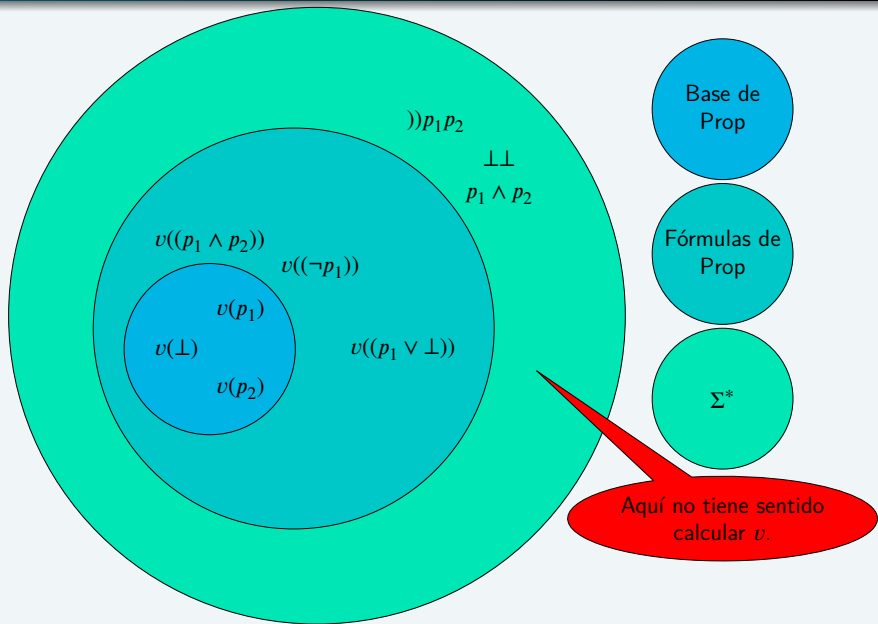 ))p₁p₂
⊥⊥
p₁ ∧ p₂
v((p₁ ∧ p₂))
v((¬p₁))
v(p₁)
v(⊥)
v((p₁ ∨ ⊥))
v(p₂)
Base de
Prop
Fórmulas de
Prop
Σ*
Aquí no tiene sentido
calcular v.